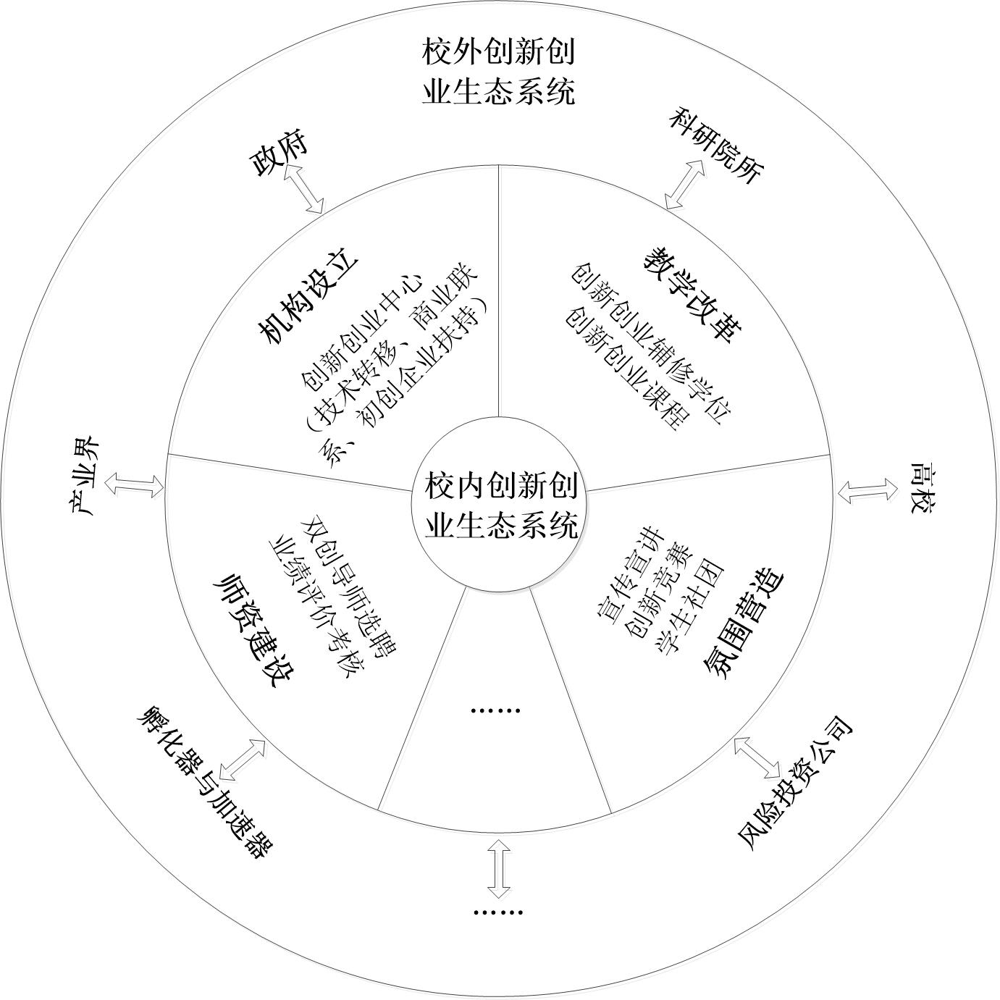 校外创新创
业生态系统
政府
科研院所
机构设立
创新创业中心
（技术转移、商业联
系、初创企业扶持）
教学改革
创新创业辅修学位
创新创业课程
产业界
高校
校内创新创
业生态系统
双创导师选聘
业绩评价考核
师资建设
宣传宣讲
创新竞赛
学生社团
氛围营造
……
孵化器与加速器
风险投资公司
……